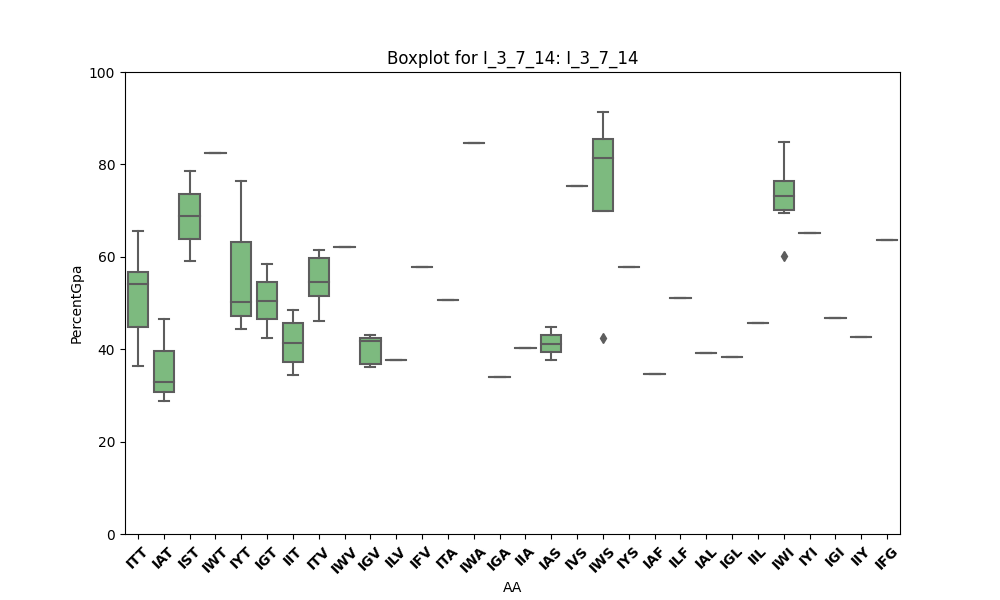 Boxplot for I_3_7_14: I_3_7_14
100
80
60
40
20
0
PercentGpa
ITT IAT IST IWT IYT IGT IIT ITV IWV IGV ILV IFV ITA IWA IGA IIA IAS IVS IWS IYS IAF ILF IAL IGL IIL IWI IYI IGI IIY IFG
AA